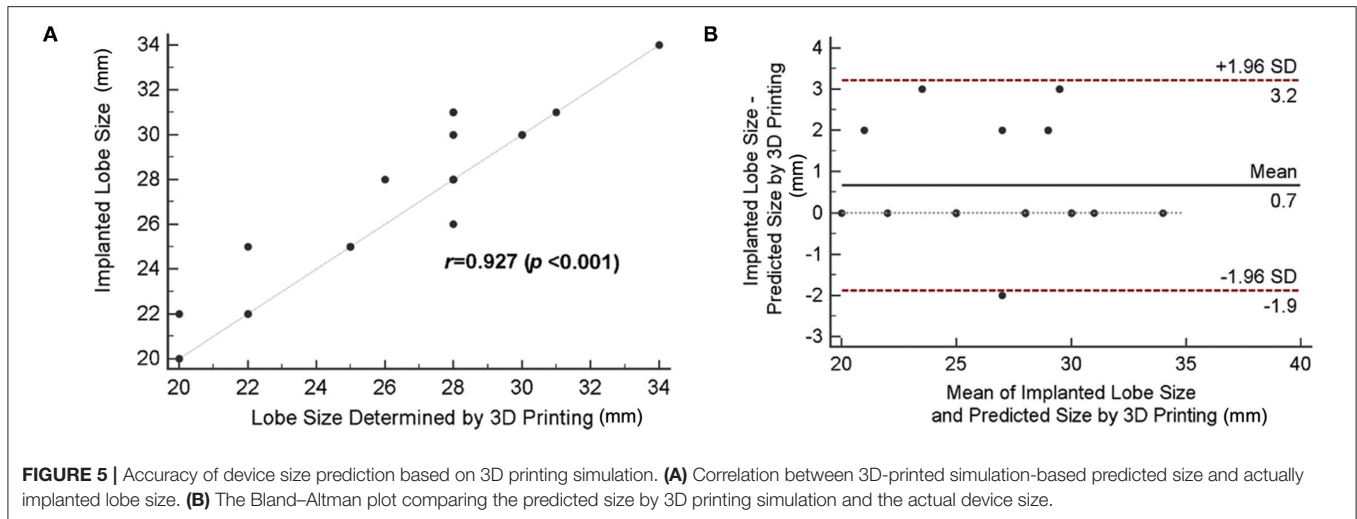 A
34
32
30
28
26
24
22
20
Implanted Lobe Size (mm)
r=0.927 (p <0.001)
20 22 24 26 28 30 32 34
Lobe Size Determined by 3D Printing (mm)
B
4
3
2
1
0
-1
-2
-3
Implanted Lobe Size -
Predicted Size by 3D Printing
(mm)
+1.96 SD
3.2
Mean
0.7
-1.96 SD
-1.9
20 25 30 35 40
Mean of Implanted Lobe Size
and Predicted Size by 3D Printing (mm)
FIGURE 5 | Accuracy of device size prediction based on 3D printing simulation. (A) Correlation between 3D-printed simulation-based predicted size and actually
implanted lobe size. (B) The Bland–Altman plot comparing the predicted size by 3D printing simulation and the actual device size.